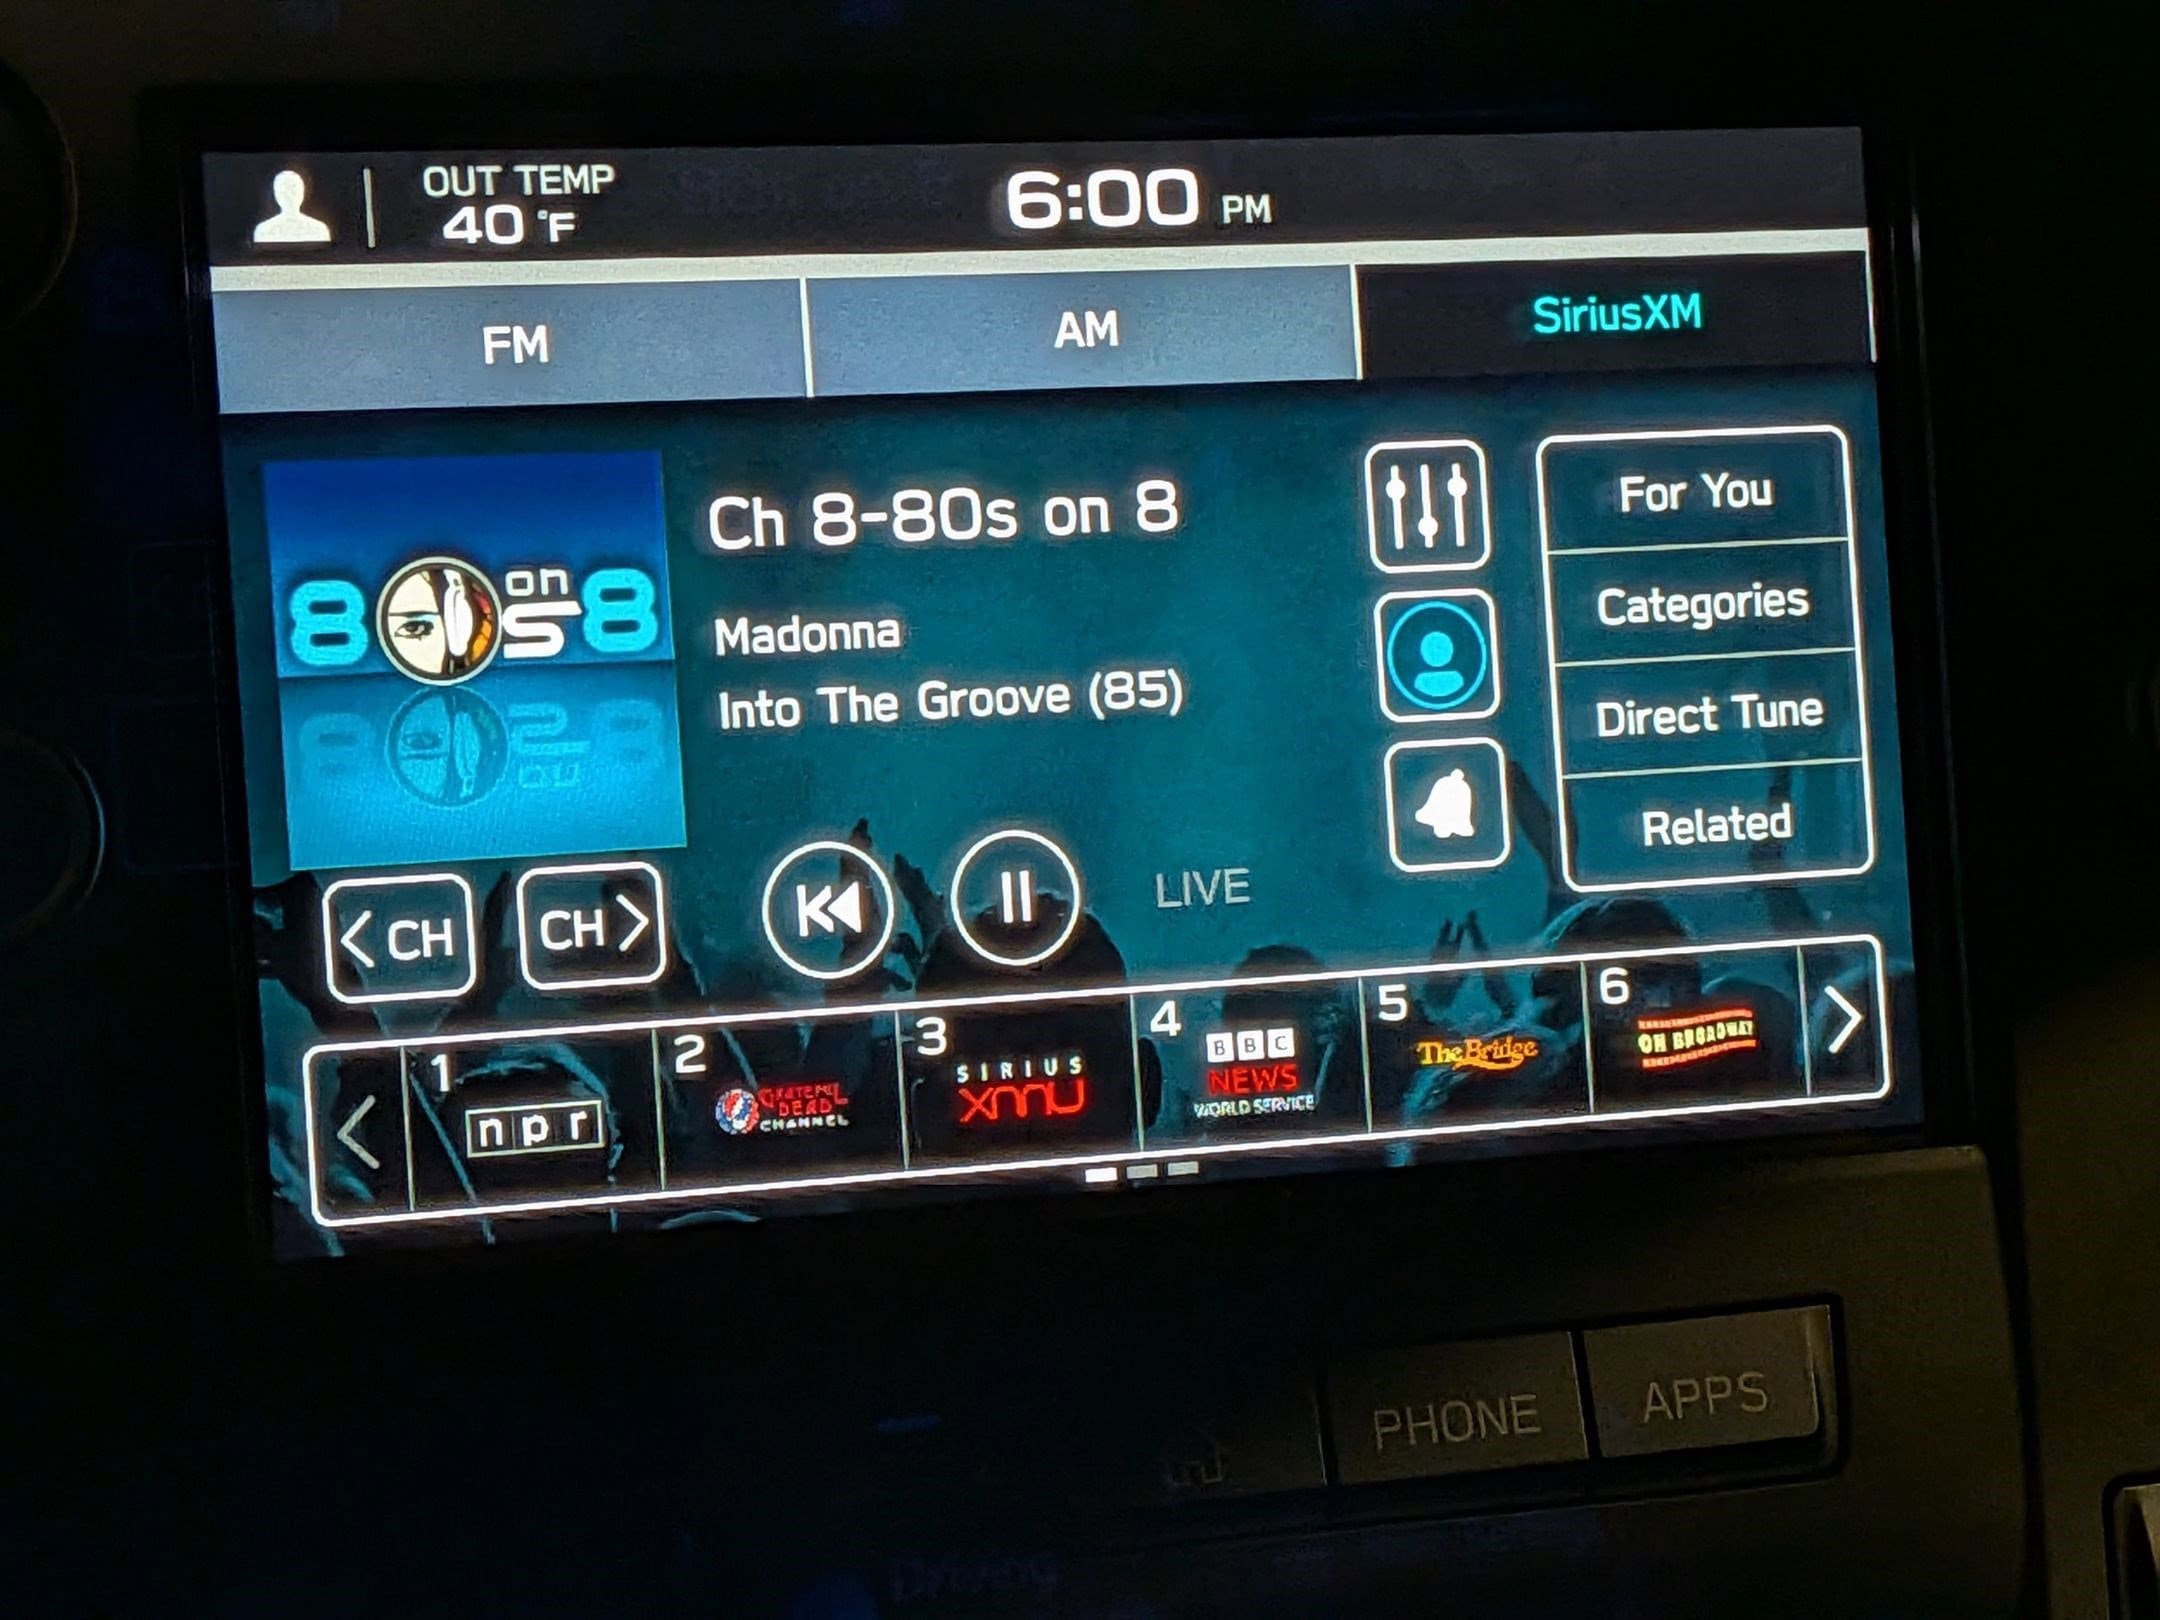 OUT TEMP
40 °F
6:00 PM
FM
AM
SiriusXM
80s on 8
Ch 8-80s on 8
Madonna
Into The Groove (85)
For You
Categories
Direct Tune
Related
< CH
CH >
LIVE
1
npr
2
GRATEFUL
DEAD
CHANNEL
3
SIRIUS
xmu
4
BBC
NEWS
WORLD SERVICE
5
The Bridge
6
ON BROADWAY
PHONE
APPS